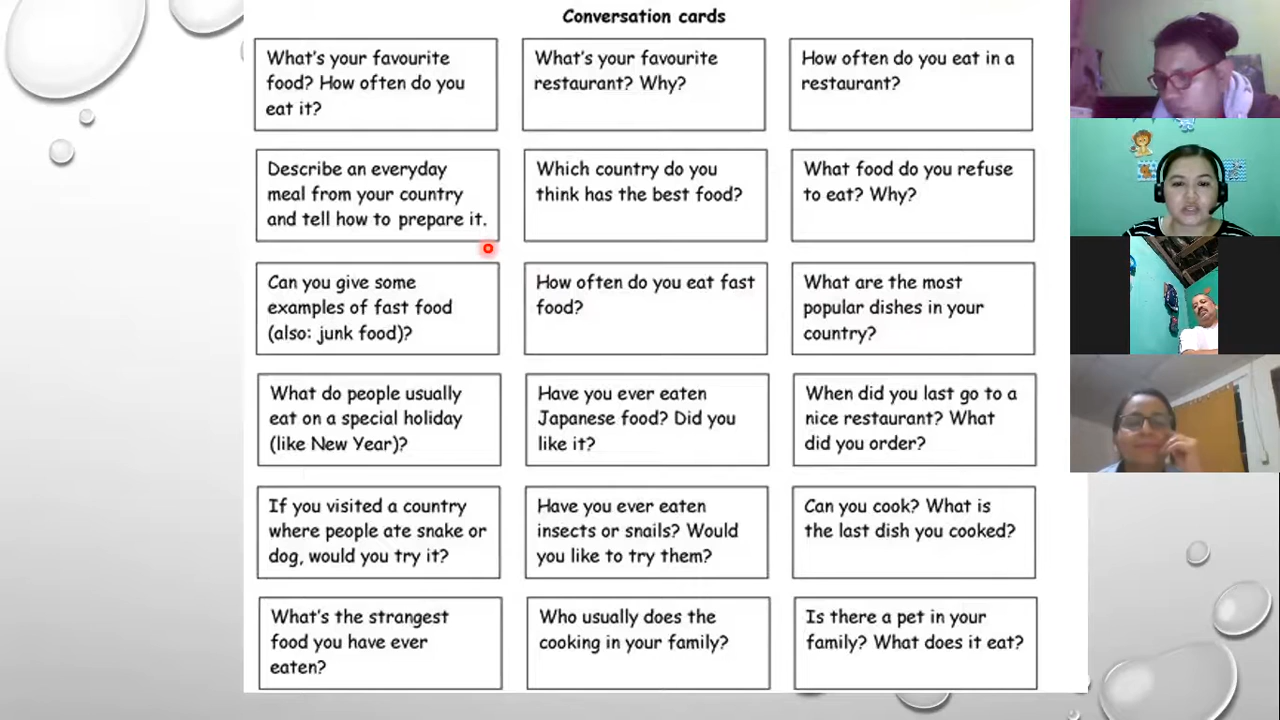 Conversation cards
What's your favourite
food? How often do you
eat it?
What's your favourite
restaurant? Why?
How often do you eat in a
restaurant?
Describe an everyday
meal from your country
and tell how to prepare it.
Which country do you
think has the best food?
What food do you refuse
to eat? Why?
Can you give some
examples of fast food
(also: junk food)?
How often do you eat fast
food?
What are the most
popular dishes in your
country?
What do people usually
eat on a special holiday
(like New Year)?
Have you ever eaten
Japanese food? Did you
like it?
When did you last go to a
nice restaurant? What
did you order?
If you visited a country
where people ate snake or
dog, would you try it?
Have you ever eaten
insects or snails? Would
you like to try them?
Can you cook? What is
the last dish you cooked?
What's the strangest
food you have ever
eaten?
Who usually does the
cooking in your family?
Is there a pet in your
family? What does it eat?